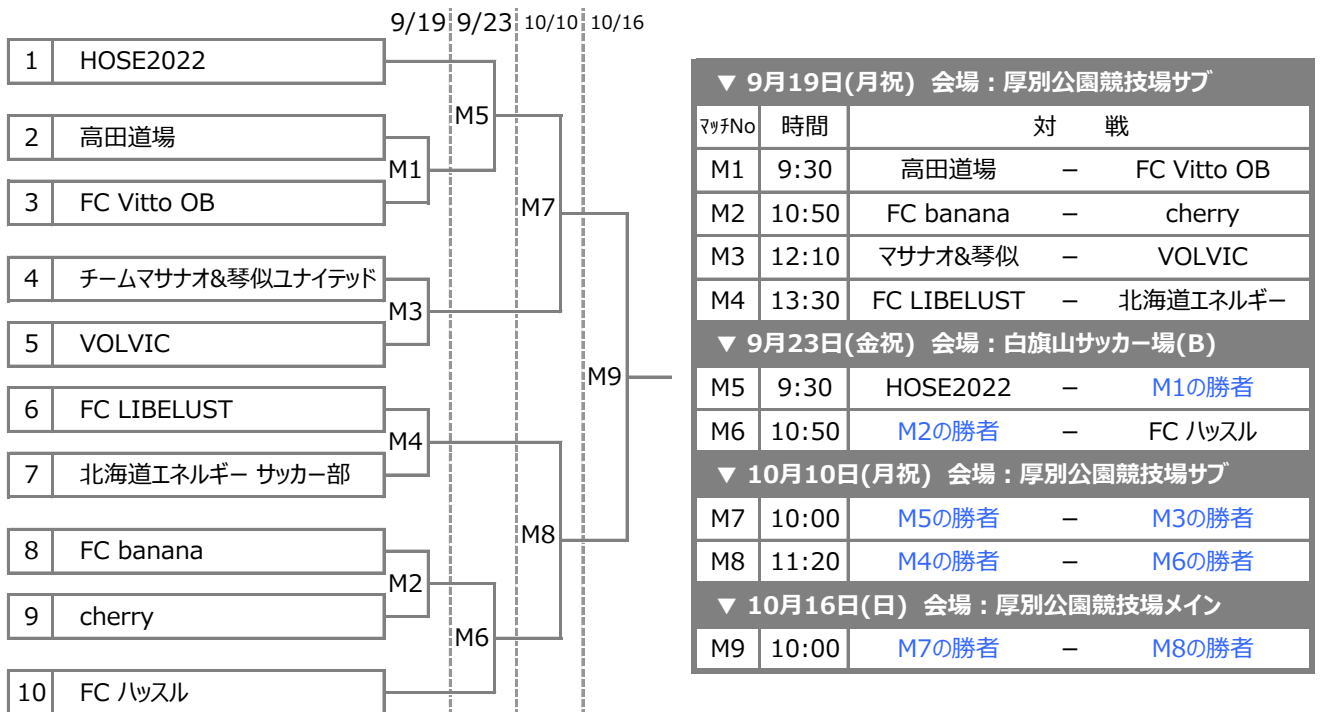 9/19 9/23 10/10 10/16
1 HOSE2022
2 高田道場
3 FC Vitto OB
4 チームマサナオ&琴似ユナイテッド
5 VOLVIC
6 FC LIBELUST
7 北海道エネルギー サッカー部
8 FC banana
9 cherry
10 FC ハッスル
M5
M1
M7
M3
M9
M4
M8
M2
M6
▼ 9月19日(月祝) 会場：厚別公園競技場サブ
ﾏｯﾁNo 時間 対 戦
M1 9:30 高田道場 – FC Vitto OB
M2 10:50 FC banana – cherry
M3 12:10 マサナオ&琴似 – VOLVIC
M4 13:30 FC LIBELUST – 北海道エネルギー
▼ 9月23日(金祝) 会場：白旗山サッカー場(B)
M5 9:30 HOSE2022 – M1の勝者
M6 10:50 M2の勝者 – FC ハッスル
▼ 10月10日(月祝) 会場：厚別公園競技場サブ
M7 10:00 M5の勝者 – M3の勝者
M8 11:20 M4の勝者 – M6の勝者
▼ 10月16日(日) 会場：厚別公園競技場メイン
M9 10:00 M7の勝者 – M8の勝者